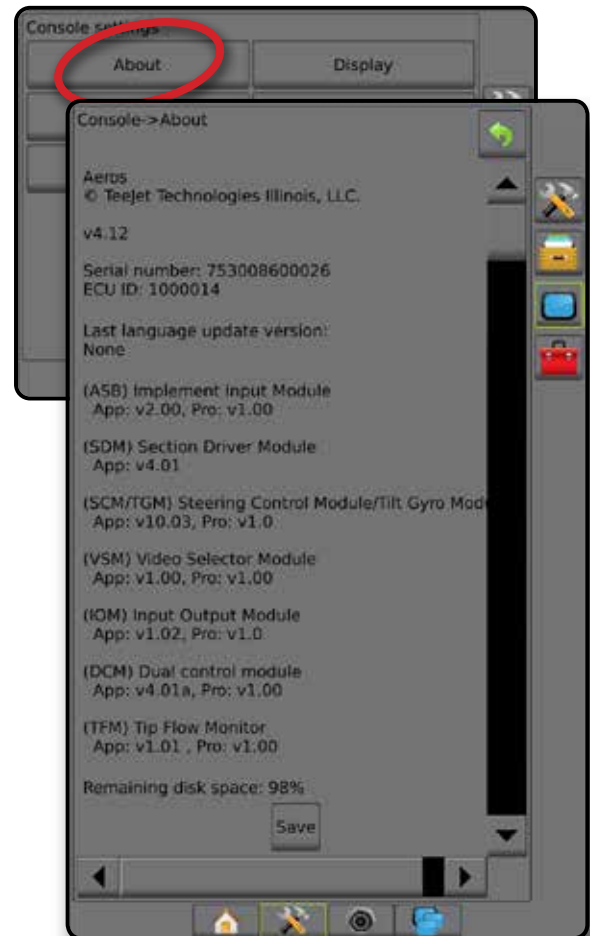 Console settings
About
Display
Console->About
Aeros
© TeeJet Technologies Illinois, LLC.
v4.12
Serial number: 753008600026
ECU ID: 1000014
Last language update version:
None
(ASB) Implement Input Module
App: v2.00, Pro: v1.00
(SDM) Section Driver Module
App: v4.01
(SCM/TGM) Steering Control Module/Tilt Gyro Mod
App: v10.03, Pro: v1.0
(VSM) Video Selector Module
App: v1.00, Pro: v1.00
(IOM) Input Output Module
App: v1.02, Pro: v1.0
(DCM) Dual control module
App: v4.01a, Pro: v1.00
(TFM) Tip Flow Monitor
App: v1.01 , Pro: v1.00
Remaining disk space: 98%
Save